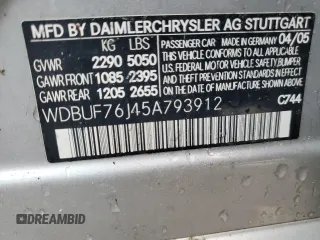 MFD BY DAIMLERCHRYSLER AG STUTTGART
KG LBS PASSENGER CAR 04/05
GVWR 2290 5050
GAWR FRONT 1085 2395
GAWR REAR 1205 2655
THIS VEHICLE CONFORMS TO ALL APPLICABLE U.S. FEDERAL MOTOR VEHICLE SAFETY, BUMPER, AND THEFT PREVENTION STANDARDS IN EFFECT ON THE DATE OF MANUFACTURE SHOWN ABOVE.
WDBUF76J45A793912
C744
DREAMBID